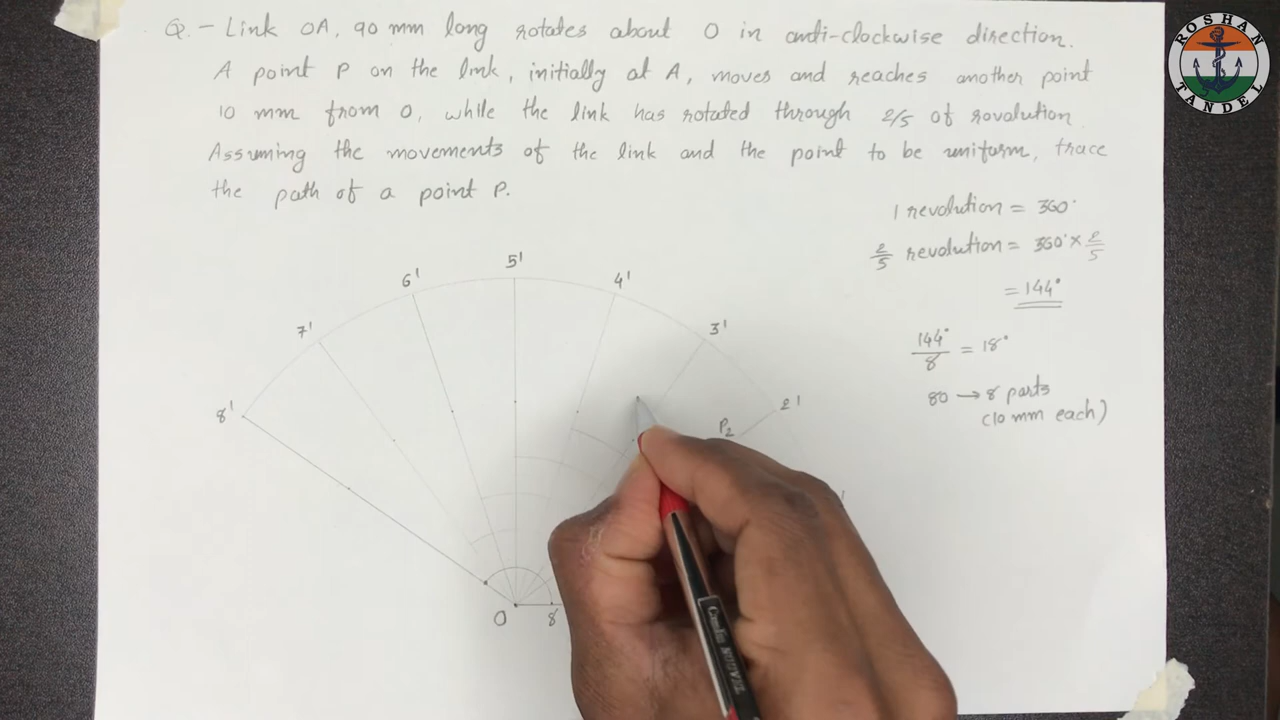 Q. - Link OA, 90 mm long rotates about O in anti-clockwise direction.
A point P on the link, initially at A, moves and reaches another point
10 mm from O, while the link has rotated through 2/5 of rovolution
Assuming the movements of the link and the point to be uniform, trace
the path of a point P.
1 revolution = 360°
2/5 revolution = 360° × 2/5
= 144°
144°/8 = 18°
80 → 8 parts
(10 mm each)
5'
6'
4'
7'
3'
8'
2'
P2
O
8
ROSHAN
TANDEL
Camlin